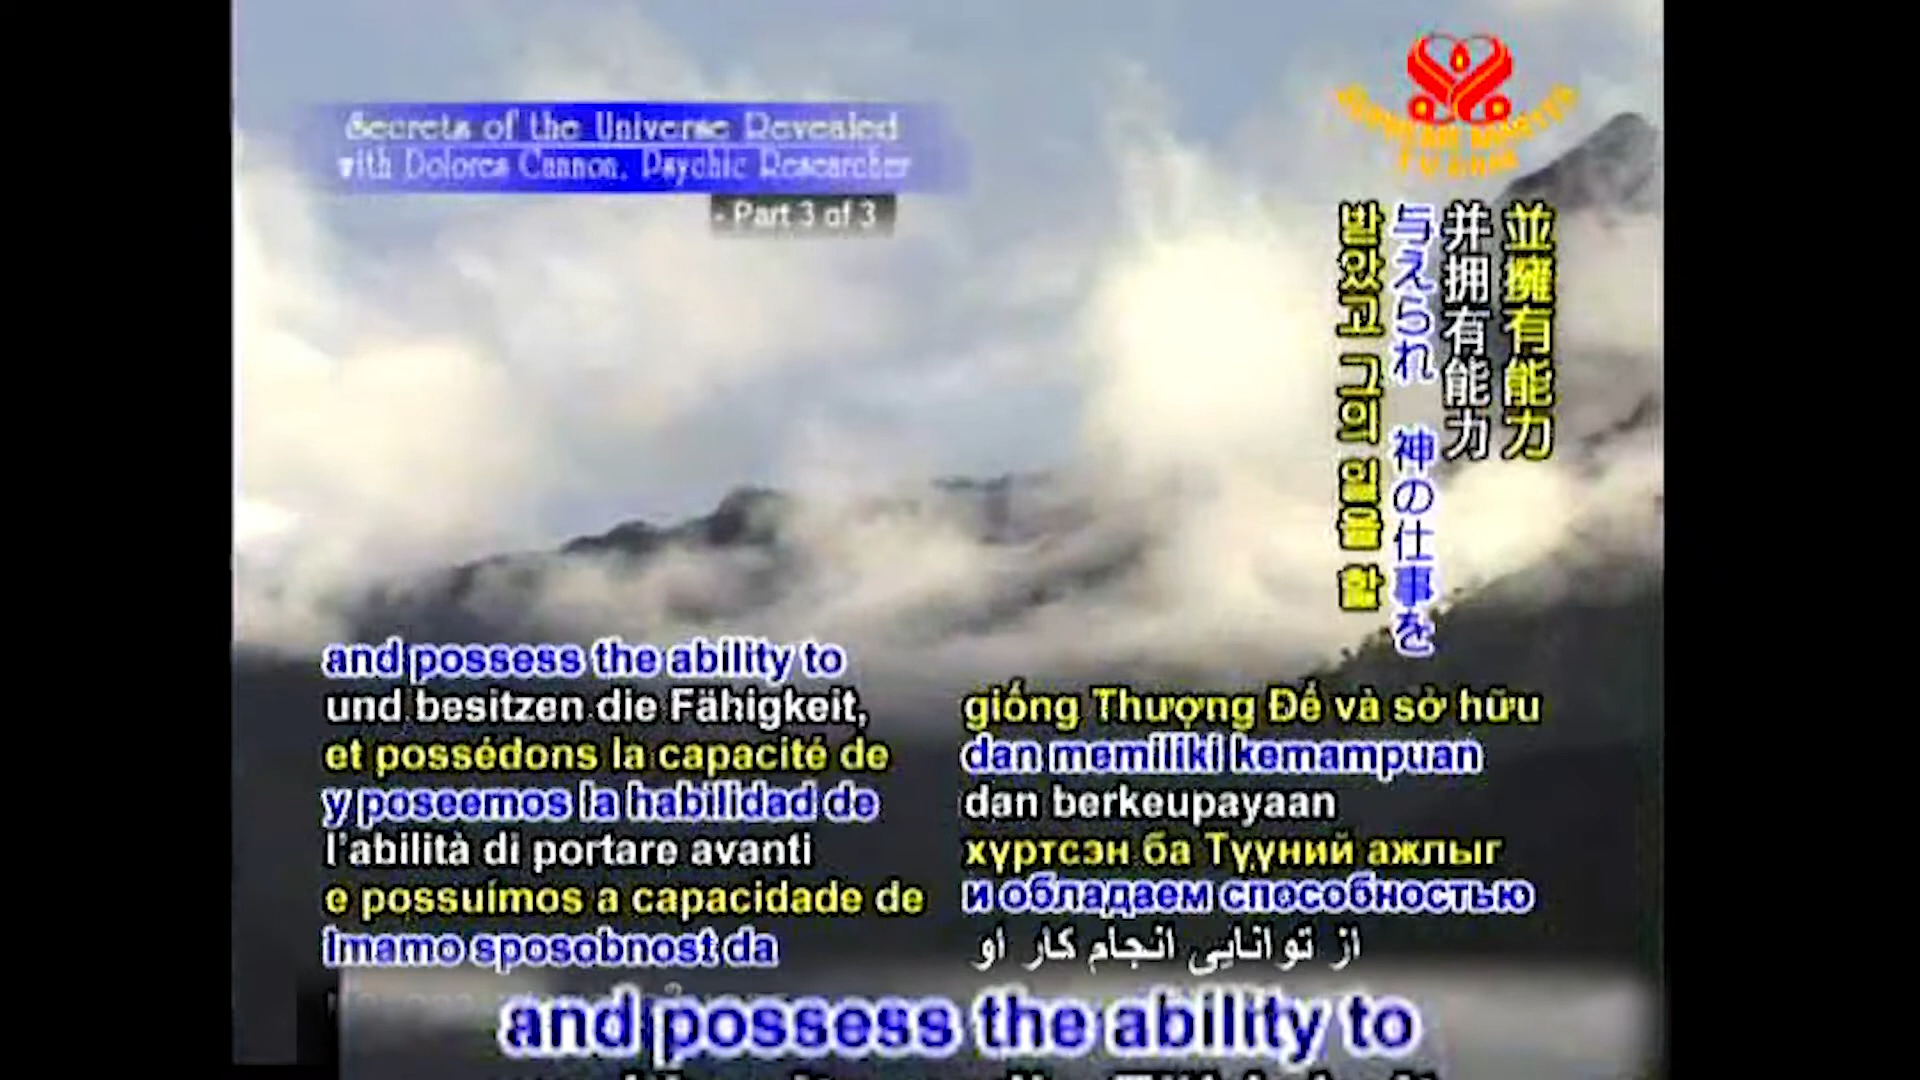 Secrets of the Universe Revealed
with Dolores Cannon, Psychic Researcher
- Part 3 of 3
SUPREME MASTER
TV
並擁有能力
并拥有能力
与えられ 神の仕事を
받았고 그의 일을 할
and possess the ability to
und besitzen die Fähigkeit,
et possédons la capacité de
y poseemos la habilidad de
l'abilità di portare avanti
e possuímos a capacidade de
Imamo sposobnost da
giống Thượng Đế và sở hữu
dan memiliki kemampuan
dan berkeupayaan
хүртсэн ба Түүний ажлыг
и обладаем способностью
از توانایی انجام کار او
and possess the ability to